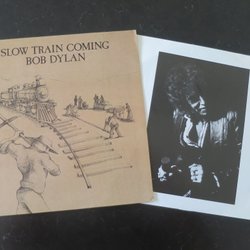 SLOW TRAIN COMING
BOB DYLAN